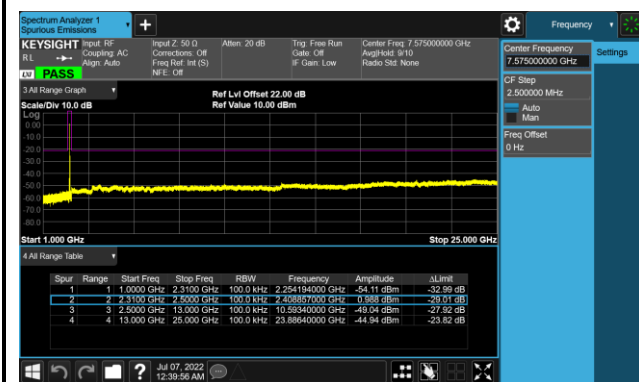 Spectrum Analyzer 1
Spurious Emissions
+
Frequency
KEYSIGHT
RL
Input: RF
Coupling: AC
Align: Auto
Input Z: 50 Ω
Corrections: Off
Freq Ref: Int (S)
NFE: Off
Atten: 20 dB
Trig: Free Run
Gate: Off
IF Gain: Low
Center Freq: 7.575000000 GHz
Avg|Hold: 9/10
Radio Std: None
LXI PASS
Center Frequency
7.575000000 GHz
Settings
CF Step
2.500000 MHz
Auto
Man
Freq Offset
0 Hz
3 All Range Graph
Scale/Div 10.0 dB
Ref Lvl Offset 22.00 dB
Ref Value 10.00 dBm
Log
0.00
-10.0
-20.0
-30.0
-40.0
-50.0
-60.0
-70.0
-80.0
Start 1.000 GHz Stop 25.000 GHz
4 All Range Table
Spur Range Start Freq Stop Freq RBW Frequency Amplitude ΔLimit
1 1 1.0000 GHz 2.3100 GHz 100.0 kHz 2.254194000 GHz -54.11 dBm -32.99 dB
2 2 2.3100 GHz 2.5000 GHz 100.0 kHz 2.408857000 GHz 0.988 dBm -29.01 dB
3 3 2.5000 GHz 13.000 GHz 100.0 kHz 10.59340000 GHz -49.04 dBm -27.92 dB
4 4 13.000 GHz 25.000 GHz 100.0 kHz 23.88640000 GHz -44.94 dBm -23.82 dB
?
Jul 07, 2022
12:39:56 AM